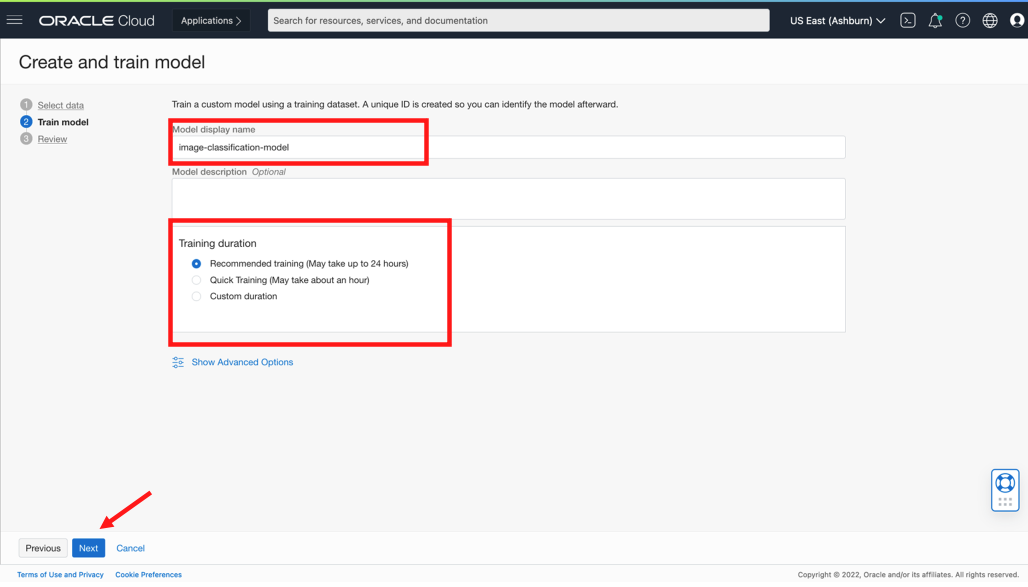 ORACLE Cloud
Applications
Search for resources, services, and documentation
US East (Ashburn)
Create and train model
1 Select data
2 Train model
3 Review
Train a custom model using a training dataset. A unique ID is created so you can identify the model afterward.
Model display name
image-classification-model
Model description Optional
Training duration
Recommended training (May take up to 24 hours)
Quick Training (May take about an hour)
Custom duration
Show Advanced Options
Previous
Next
Cancel
Terms of Use and Privacy
Cookie Preferences
Copyright © 2022, Oracle and/or its affiliates. All rights reserved.